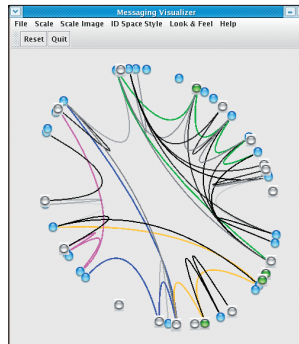 Messaging Visualizer
File Scale Scale Image ID Space Style Look & Feel Help
Reset Quit